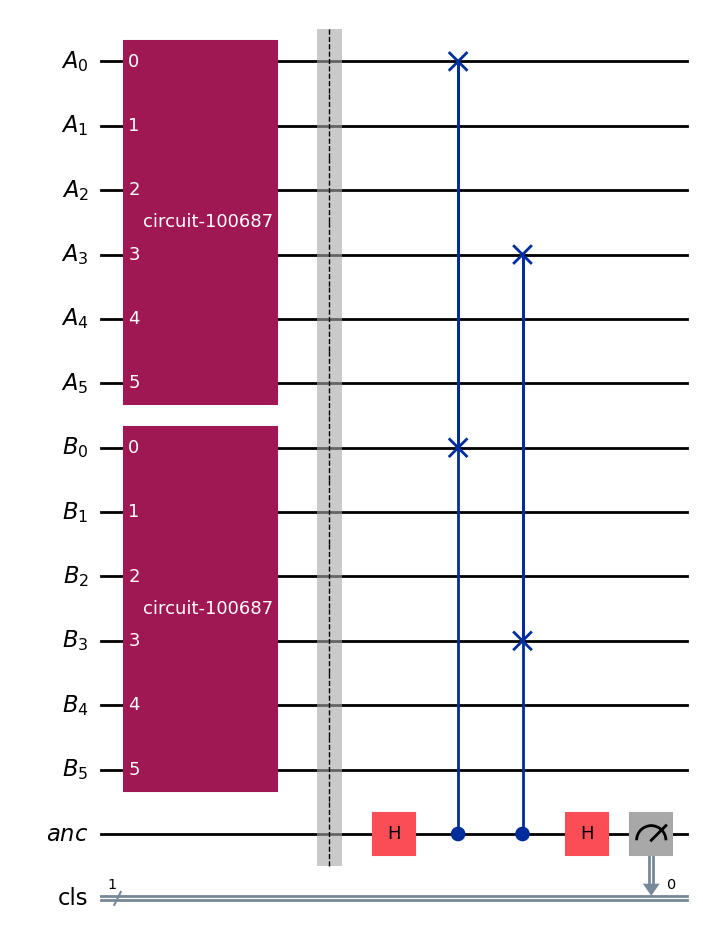 A0 0
A1 1
A2 2
circuit-100687
A3 3
A4 4
A5 5
B0 0
B1 1
B2 2
circuit-100687
B3 3
B4 4
B5 5
anc H H
cls 1 0